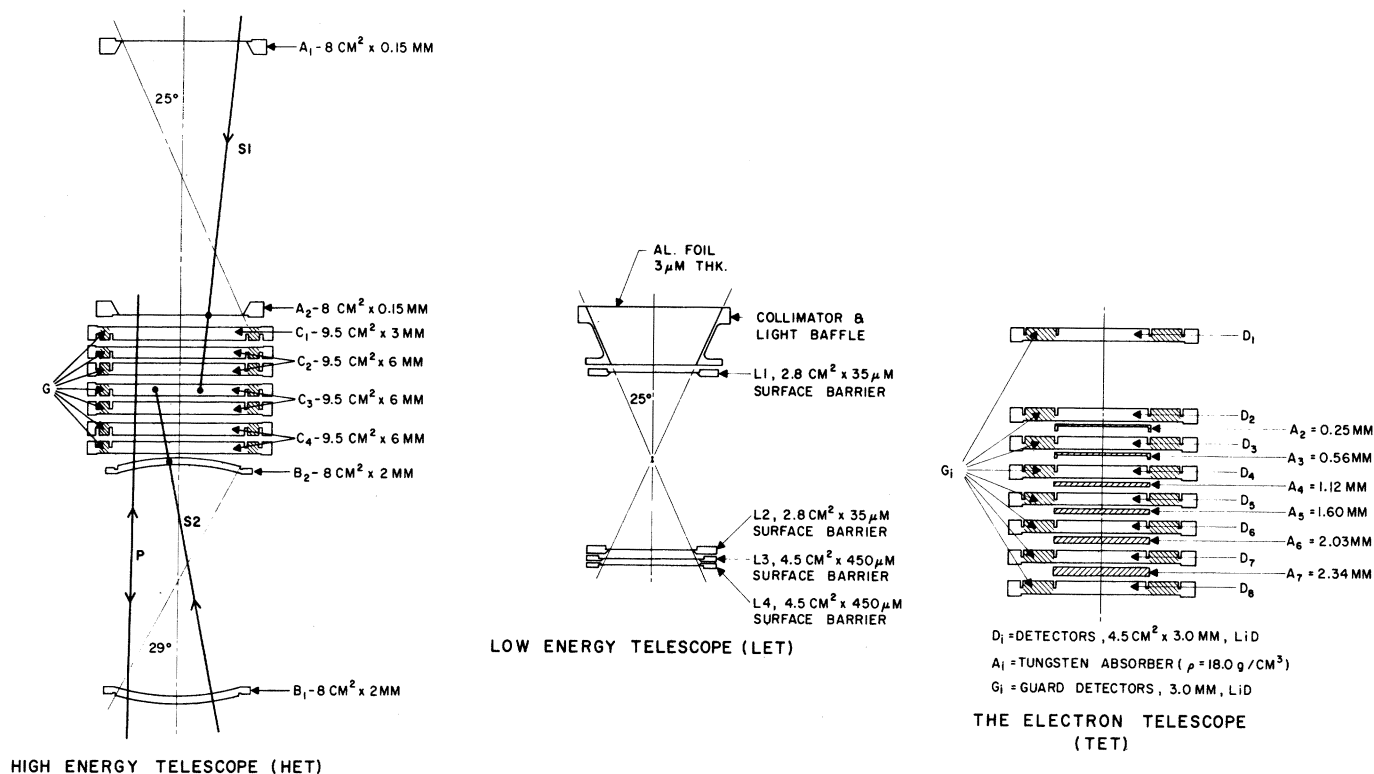 A₁-8 CM² x 0.15 MM
25°
S1
A₂-8 CM² x 0.15 MM
C₁-9.5 CM² x 3 MM
C₂-9.5 CM² x 6 MM
G
C₃-9.5 CM² x 6 MM
C₄-9.5 CM² x 6 MM
B₂-8 CM² x 2 MM
S2
P
29°
B₁-8 CM² x 2MM
HIGH ENERGY TELESCOPE (HET)
AL. FOIL
3µM THK.
COLLIMATOR &
LIGHT BAFFLE
L1, 2.8 CM² x 35µM
SURFACE BARRIER
25°
L2, 2.8 CM² x 35µM
SURFACE BARRIER
L3, 4.5 CM² x 450µM
SURFACE BARRIER
L4, 4.5 CM² x 450µM
SURFACE BARRIER
LOW ENERGY TELESCOPE (LET)
D₁
D₂
A₂ = 0.25 MM
D₃
A₃ = 0.56MM
Gᵢ
D₄
A₄ = 1.12 MM
D₅
A₅ = 1.60 MM
D₆
A₆ = 2.03MM
D₇
A₇ = 2.34 MM
D₈
Dᵢ =DETECTORS ,4.5 CM² x 3.0 MM, LiD
Aᵢ =TUNGSTEN ABSORBER ( ρ =18.0 g/CM³)
Gᵢ = GUARD DETECTORS, 3.0 MM, LiD
THE ELECTRON TELESCOPE
(TET)